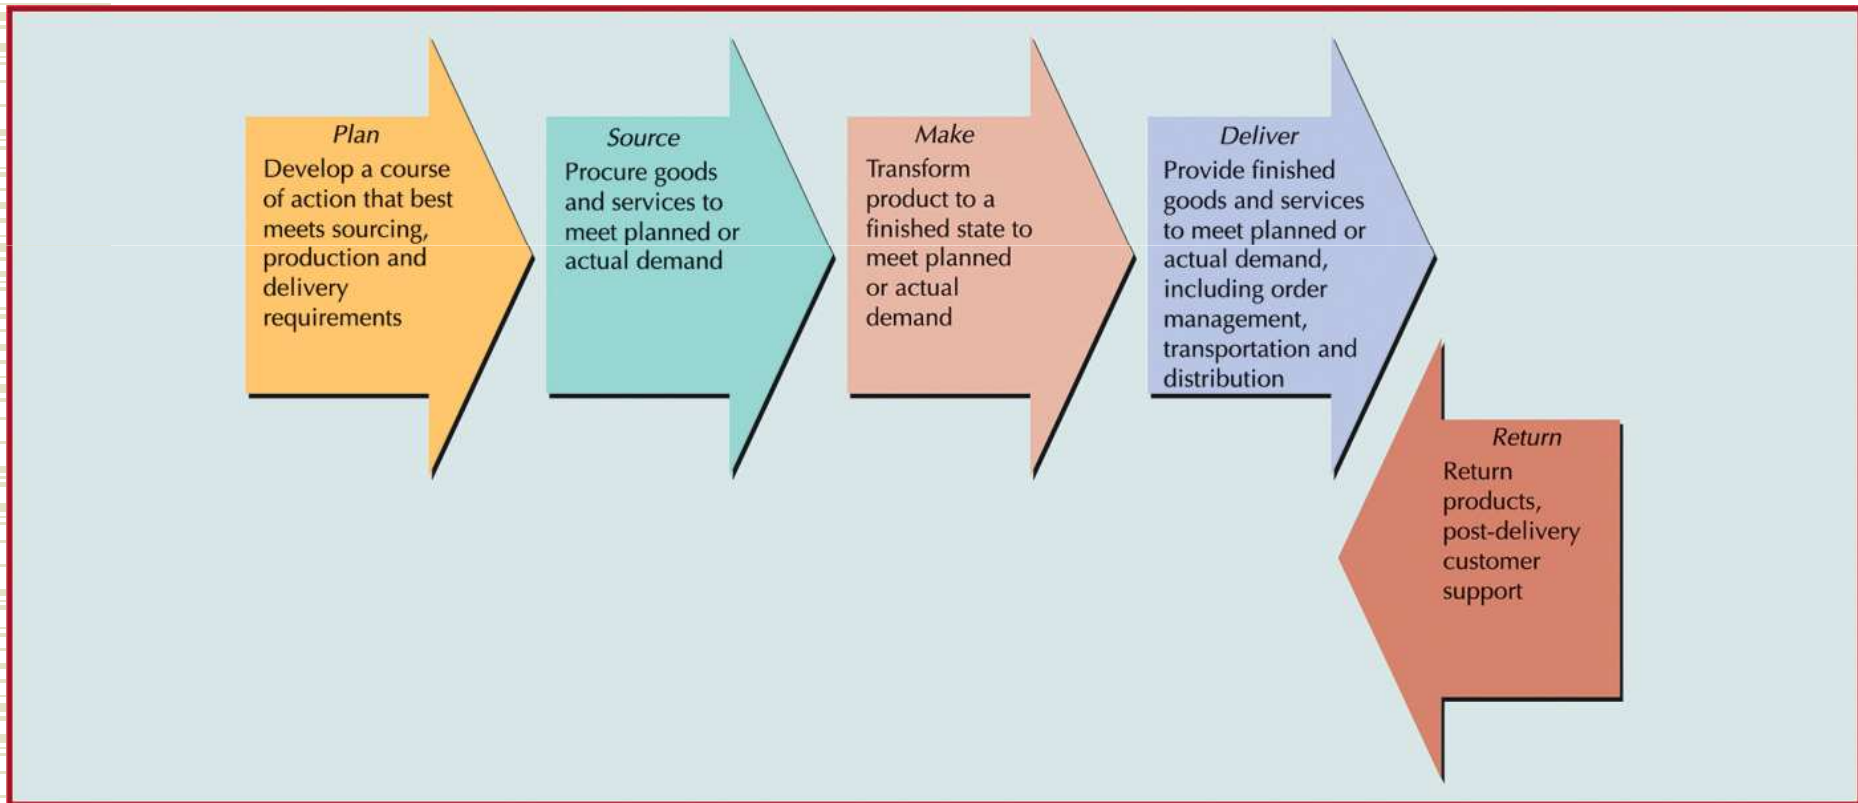 Plan
Develop a course
of action that best
meets sourcing,
production and
delivery
requirements
Source
Procure goods
and services to
meet planned or
actual demand
Make
Transform
product to a
finished state to
meet planned
or actual
demand
Deliver
Provide finished
goods and services
to meet planned or
actual demand,
including order
management,
transportation and
distribution
Return
Return
products,
post-delivery
customer
support